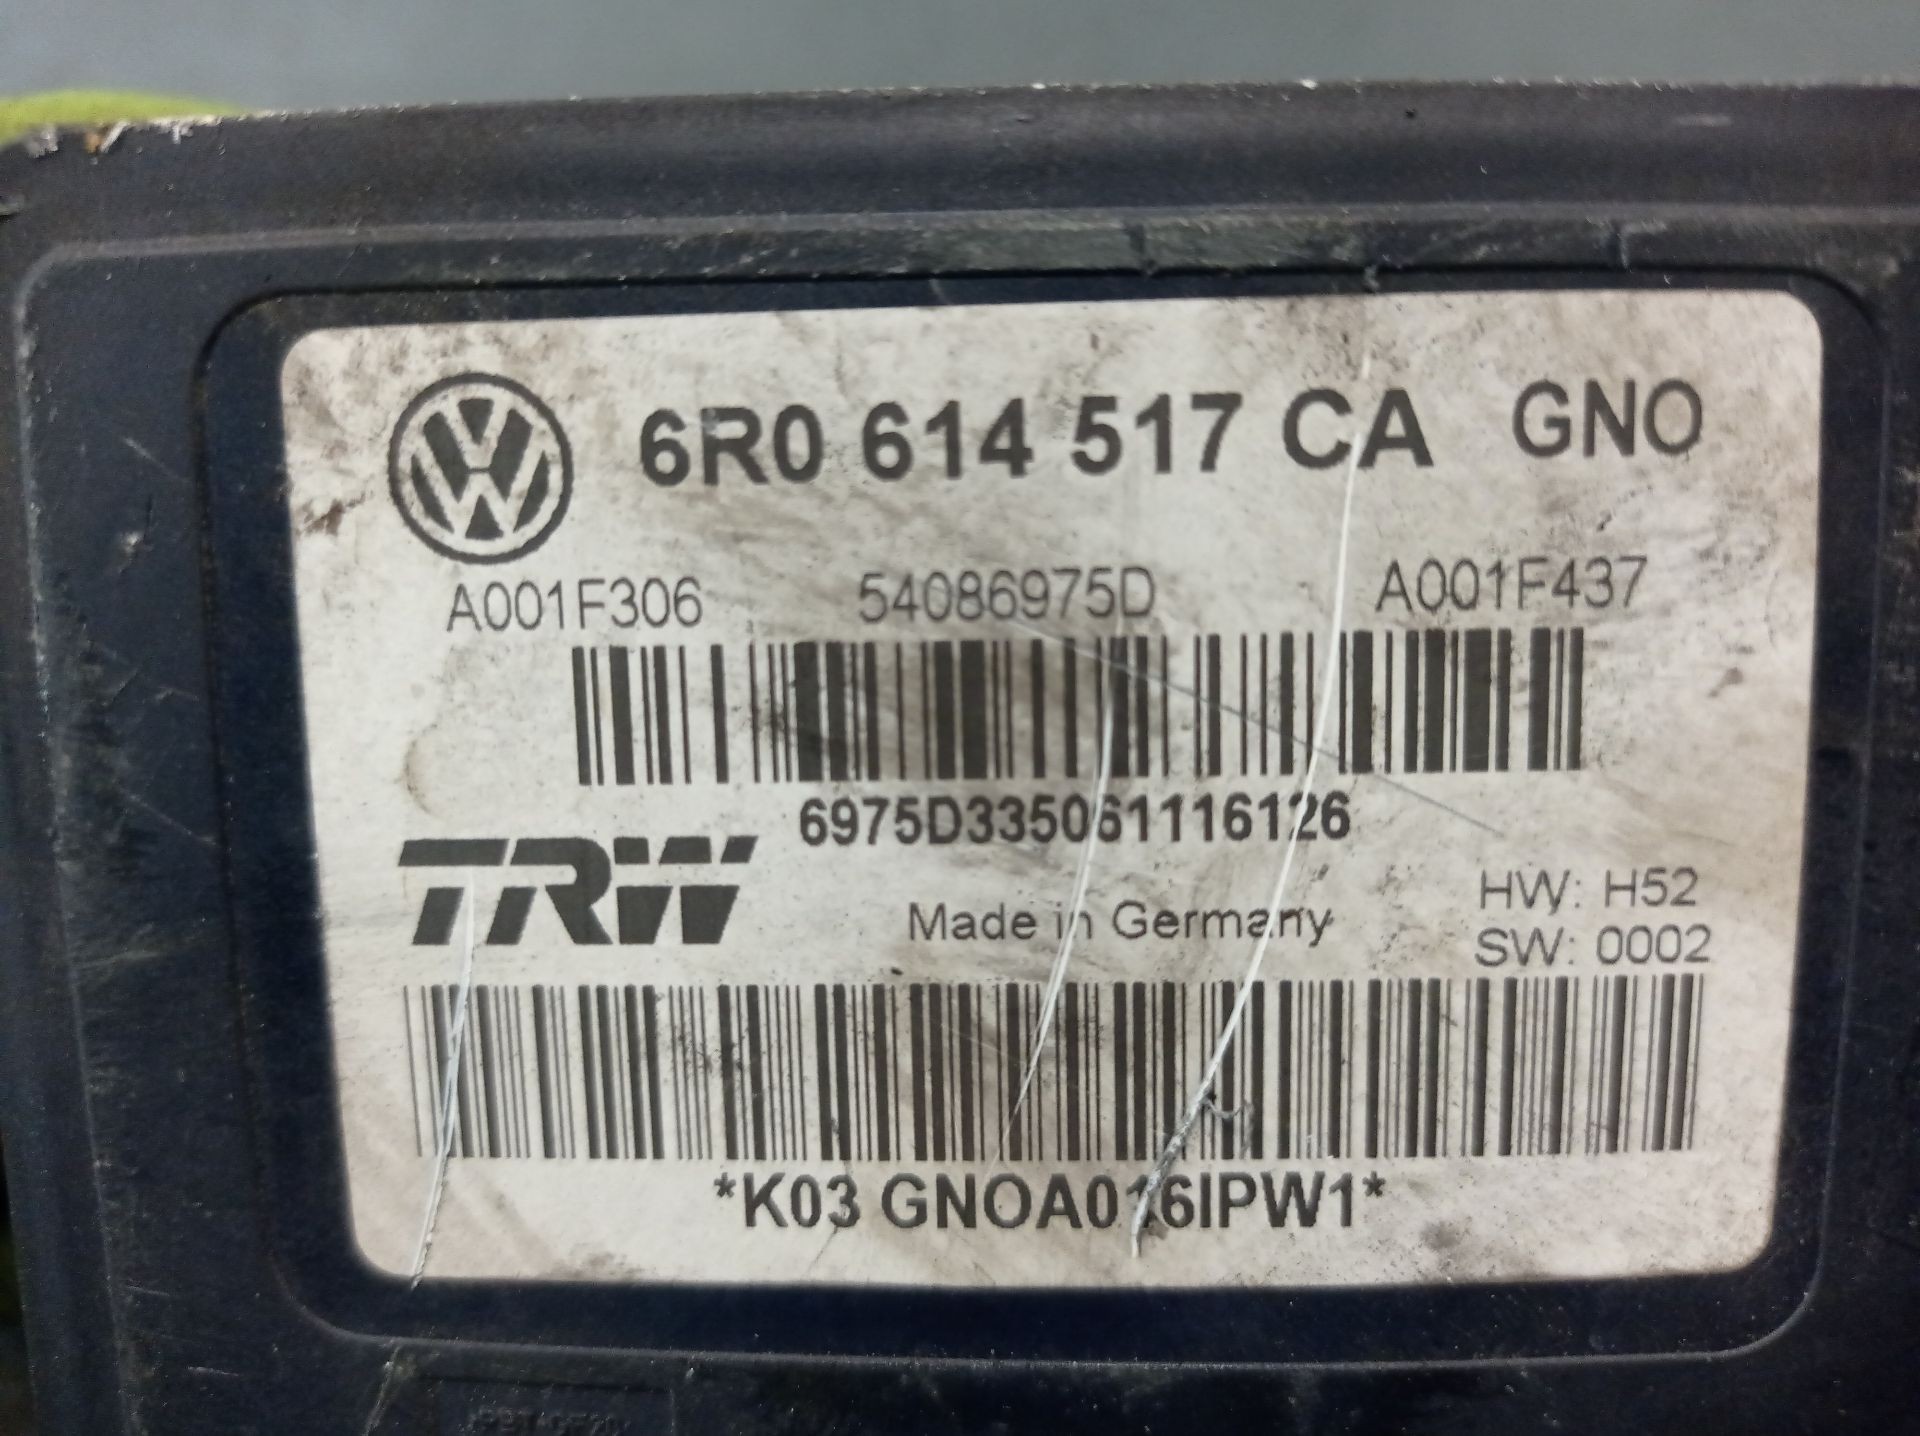 6R0 614 517 CA GNO
A001F306 54086975D A001F437
6975D335061116126
TRW
Made in Germany
HW: H52
SW: 0002
*K03 GNOA016IPW1*